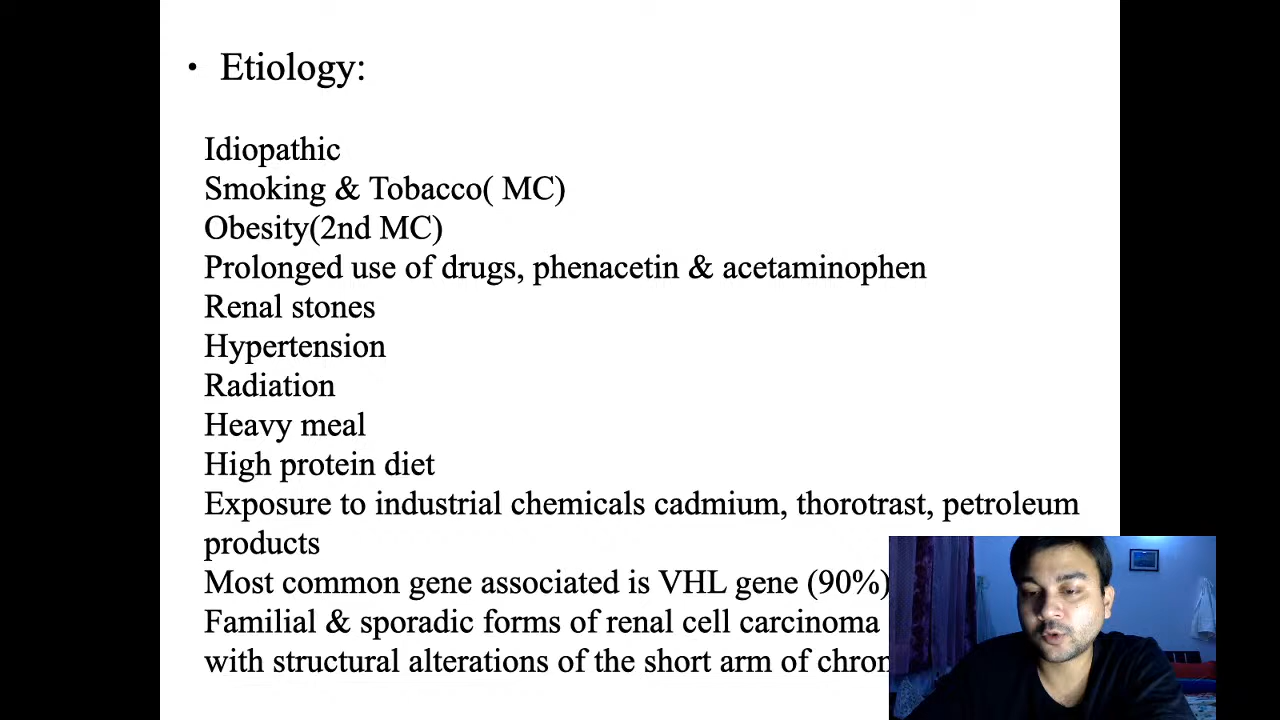 • Etiology:
Idiopathic
Smoking & Tobacco( MC)
Obesity(2nd MC)
Prolonged use of drugs, phenacetin & acetaminophen
Renal stones
Hypertension
Radiation
Heavy meal
High protein diet
Exposure to industrial chemicals cadmium, thorotrast, petroleum
products
Most common gene associated is VHL gene (90%)
Familial & sporadic forms of renal cell carcinoma
with structural alterations of the short arm of